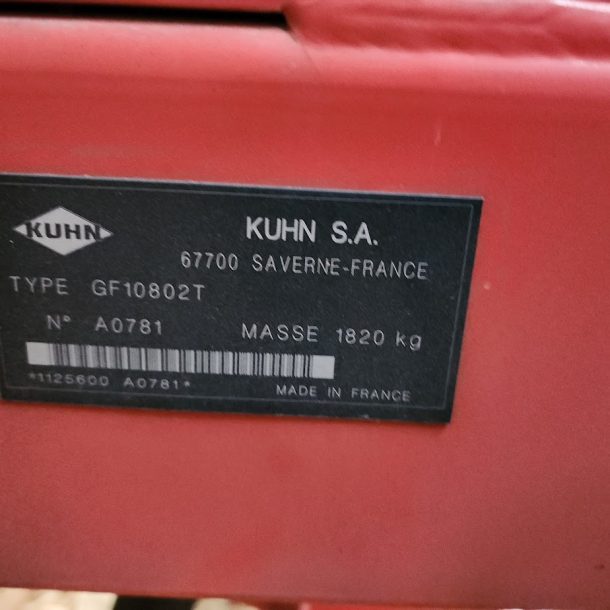 KUHN
KUHN S.A.
67700 SAVERNE-FRANCE
TYPE GF10802T
N° A0781 MASSE 1820 kg
*1125600 A0781*
MADE IN FRANCE